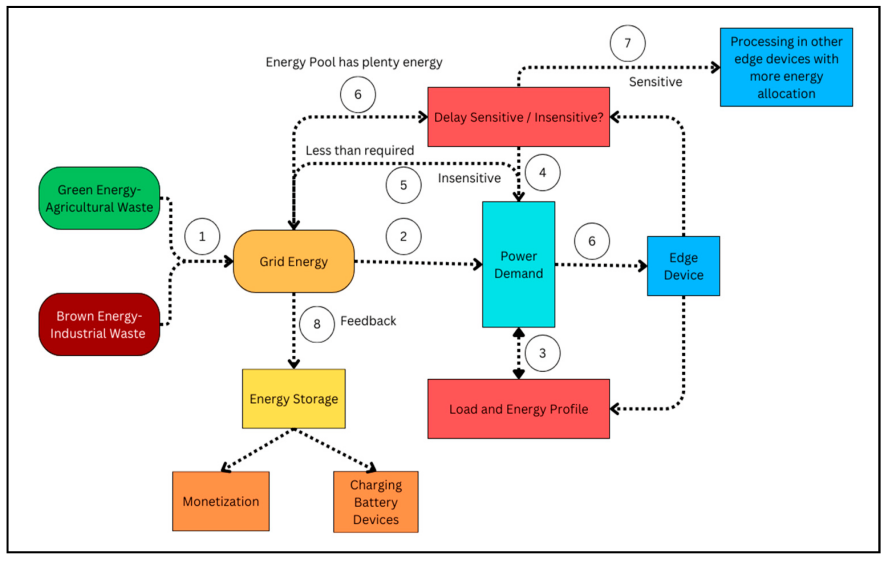 7
Processing in other
edge devices with
more energy
allocation
Energy Pool has plenty energy
Sensitive
6
Delay Sensitive / Insensitive?
Less than required
Insensitive
4
5
Green Energy-
Agricultural Waste
1
2
Grid Energy
Power
Demand
6
Edge
Device
Brown Energy-
Industrial Waste
8
Feedback
3
Energy Storage
Load and Energy Profile
Monetization
Charging
Battery
Devices